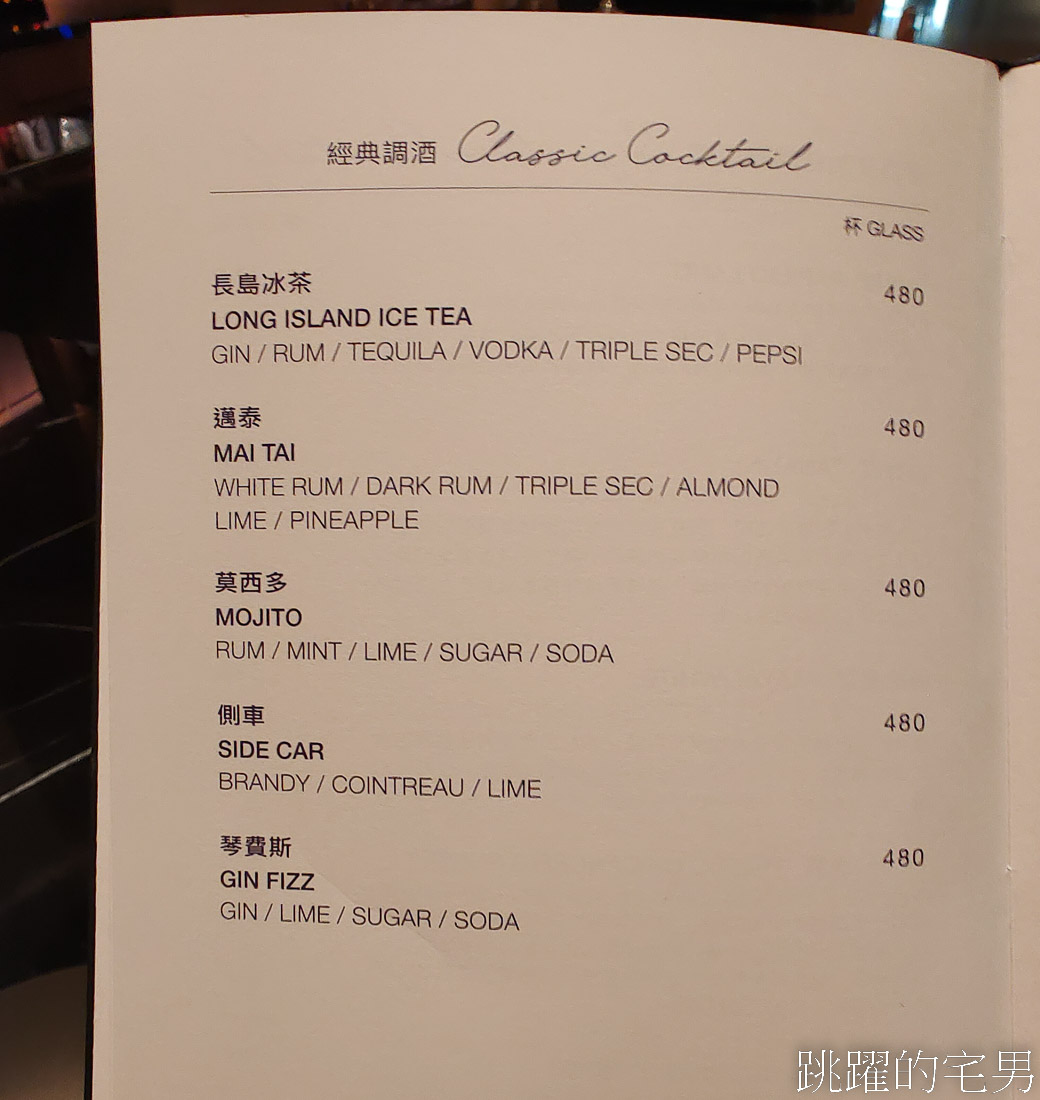 經典調酒 Classic Cocktail
杯 GLASS
長島冰茶
480
LONG ISLAND ICE TEA
GIN / RUM / TEQUILA / VODKA / TRIPLE SEC / PEPSI
邁泰
480
MAI TAI
WHITE RUM / DARK RUM / TRIPLE SEC / ALMOND
LIME / PINEAPPLE
莫西多
480
MOJITO
RUM / MINT / LIME / SUGAR / SODA
側車
480
SIDE CAR
BRANDY / COINTREAU / LIME
琴費斯
480
GIN FIZZ
GIN / LIME / SUGAR / SODA
跳躍的宅男